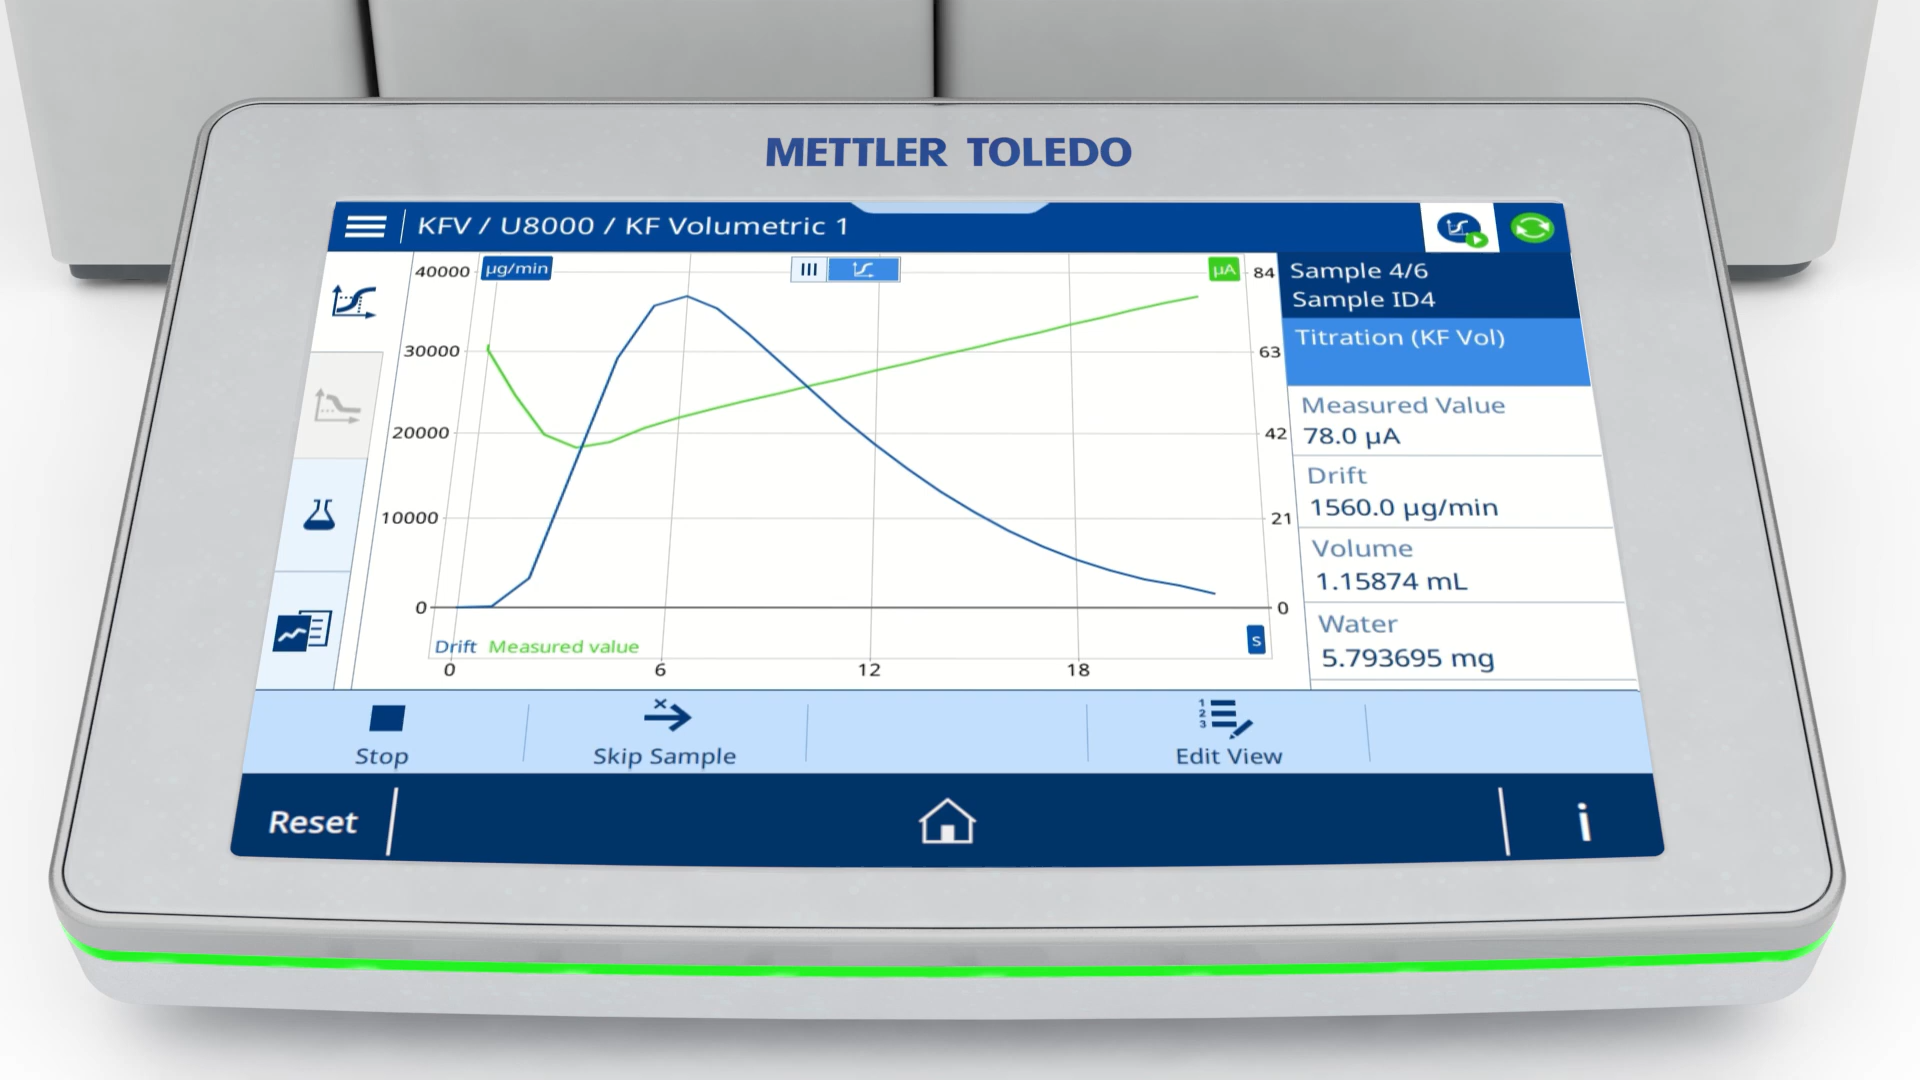 METTLER TOLEDO
KFV / U8000 / KF Volumetric 1
40000
µg/min
µA
84
30000
63
20000
42
10000
21
0
0
Drift Measured value
s
0
6
12
18
Sample 4/6
Sample ID4
Titration (KF Vol)
Measured Value
78.0 µA
Drift
1560.0 µg/min
Volume
1.15874 mL
Water
5.793695 mg
Stop
Skip Sample
1
2
3
Edit View
Reset
i